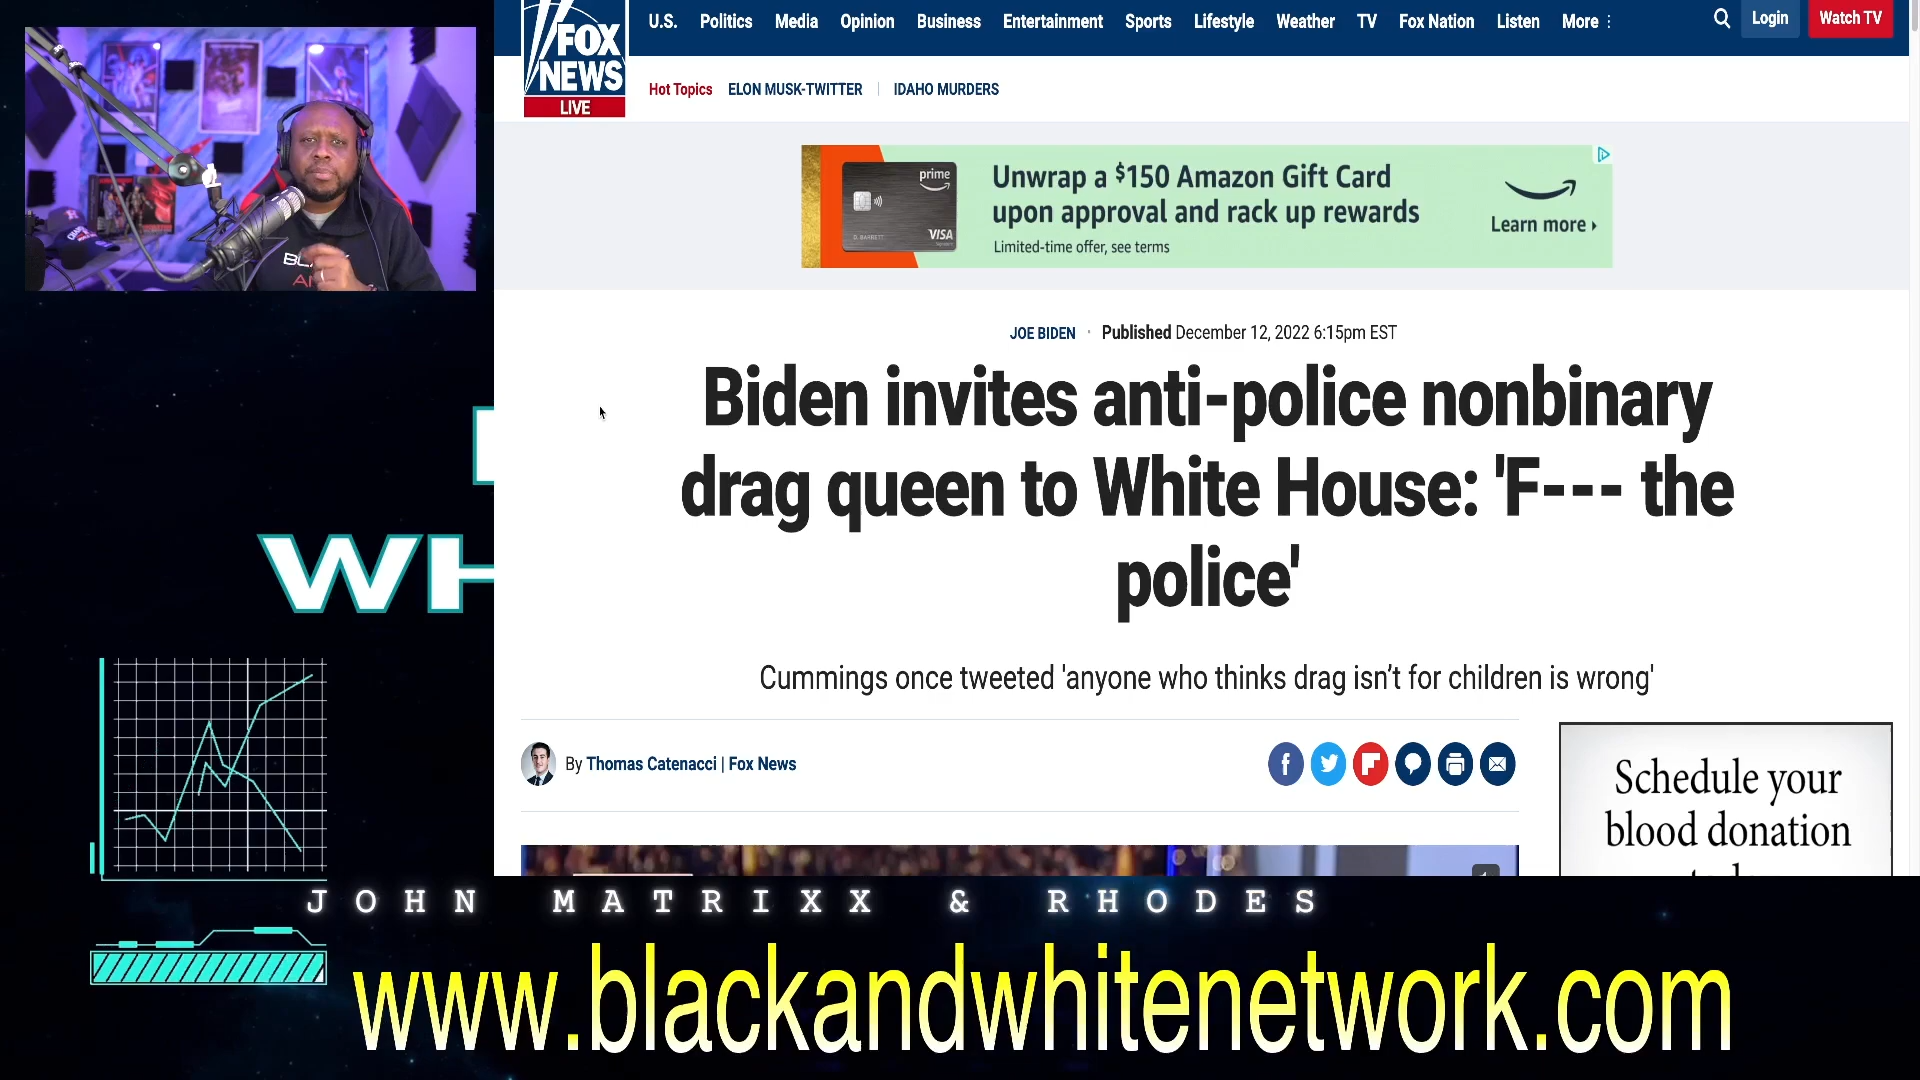 FOX
NEWS
LIVE
U.S. Politics Media Opinion Business Entertainment Sports Lifestyle Weather TV Fox Nation Listen More
Login
Watch TV
Hot Topics ELON MUSK-TWITTER IDAHO MURDERS
prime
VISA
Unwrap a $150 Amazon Gift Card
upon approval and rack up rewards
Limited-time offer, see terms
Learn more
JOE BIDEN · Published December 12, 2022 6:15pm EST
Biden invites anti-police nonbinary
drag queen to White House: 'F--- the
police'
Cummings once tweeted 'anyone who thinks drag isn’t for children is wrong'
By Thomas Catenacci | Fox News
Schedule your
blood donation
WH
JOHN MATRIXX & RHODES
www.blackandwhitenetwork.com